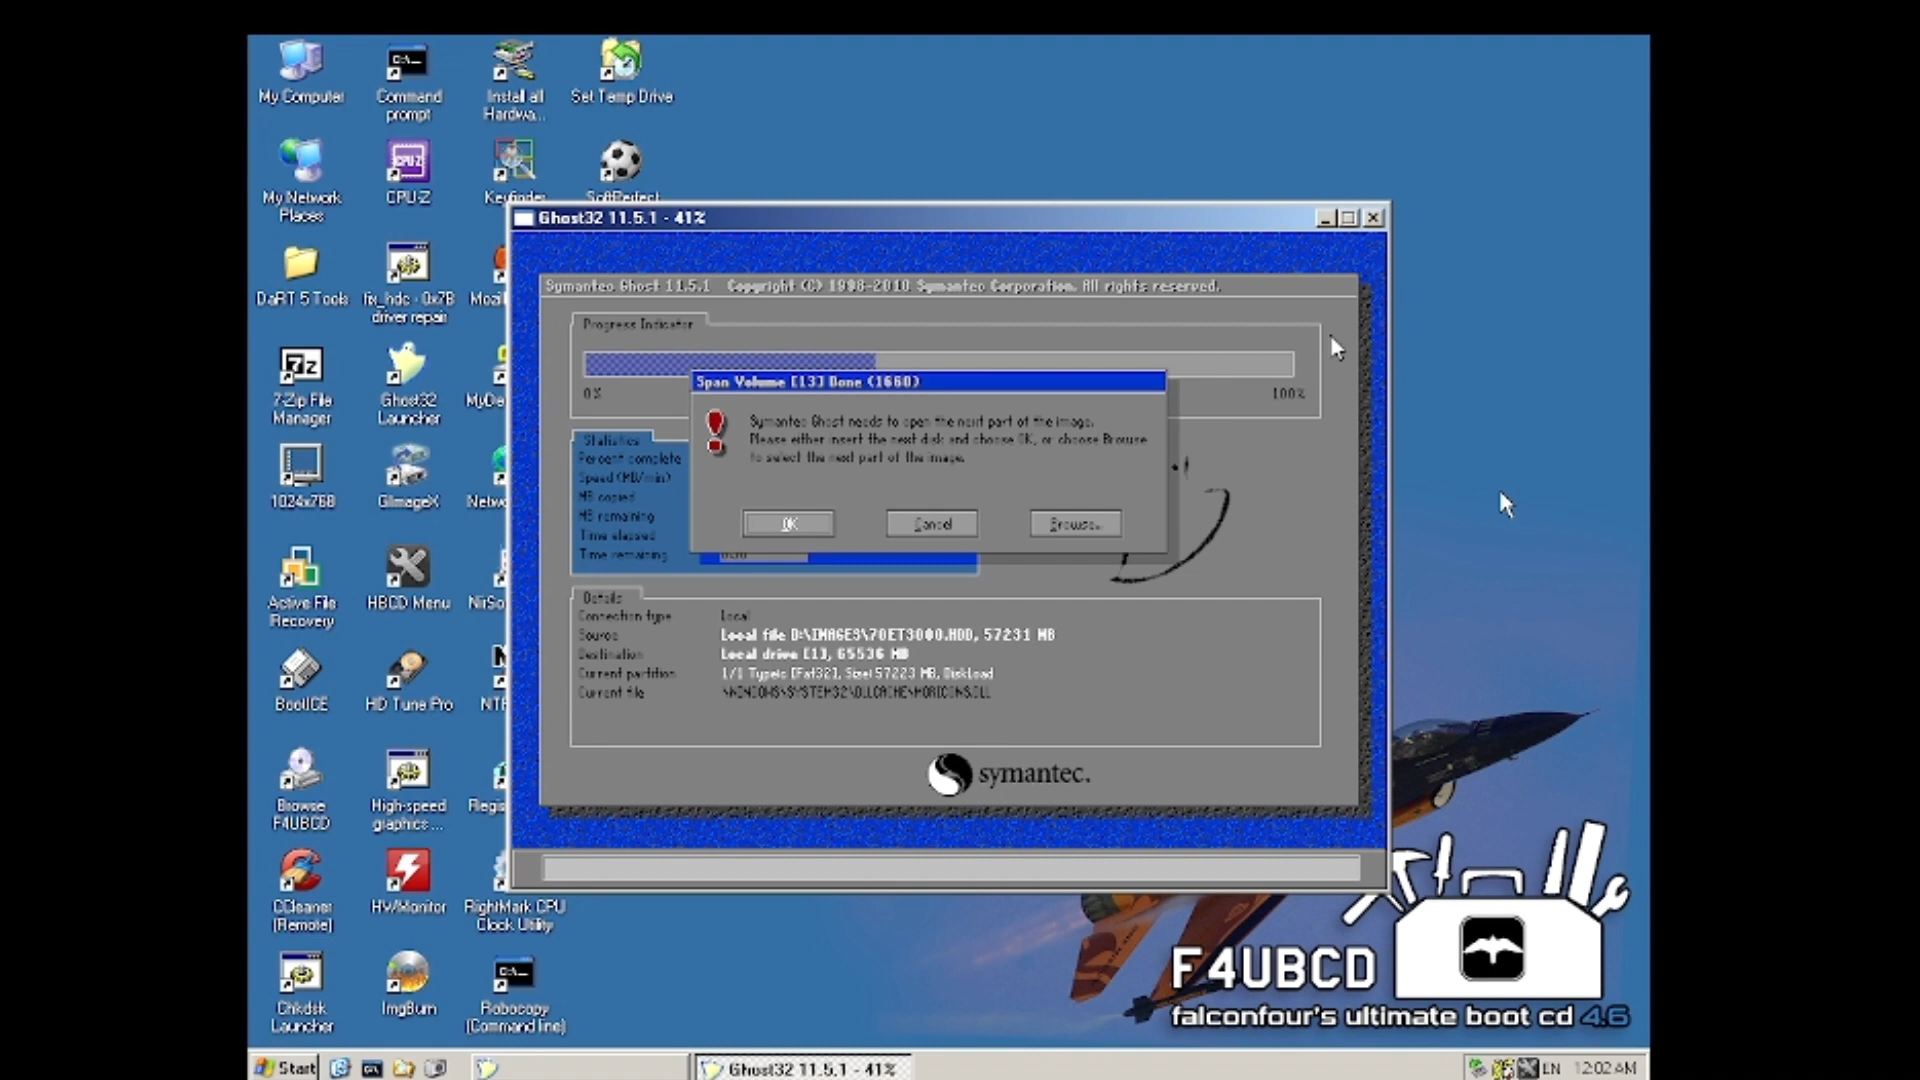 My Computer
Command
prompt
Install all
Hardwa...
Set Temp Drive
My Network
Places
CPU-Z
Keyfinder
SoftPerfect
Ghost32 11.5.1 - 41%
DaRT 5 Tools
fix_hdc - 0x7B
driver repair
Symantec Ghost 11.5.1 Copyright (C) 1998-2010 Symantec Corporation. All rights reserved.
Progress Indicator
0%
100%
7-Zip File
Manager
Ghost32
Launcher
Span Volume [13] Done (1660)
Symantec Ghost needs to open the next part of the image.
Please either insert the next disk and choose OK, or choose Browse
to select the next part of the image.
OK
Cancel
Browse...
Statistics
Percent complete
Speed (MB/min)
MB copied
MB remaining
Time elapsed
Time remaining
1024x768
GImageX
Active File
Recovery
HBCD Menu
Details
Connection type Local
Source Local file D:\IMAGES\70ET3000.HDD, 57231 MB
Destination Local drive [1], 65536 MB
Current partition 1/1 Type:c [Fat32], Size: 57223 MB, DiskLoad
Current file \WINDOWS\SYSTEM32\DLLCACHE\MORICONS.DLL
BootICE
HD Tune Pro
symantec.
Browse
F4UBCD
High-speed
graphics ...
CCleaner
(Remote)
HWMonitor
RightMark CPU
Clock Utility
Chkdsk
Launcher
ImgBurn
Robocopy
(Command line)
F4UBCD
falconfour's ultimate boot cd 4.6
Start
Ghost32 11.5.1 - 41%
EN
12:02 AM